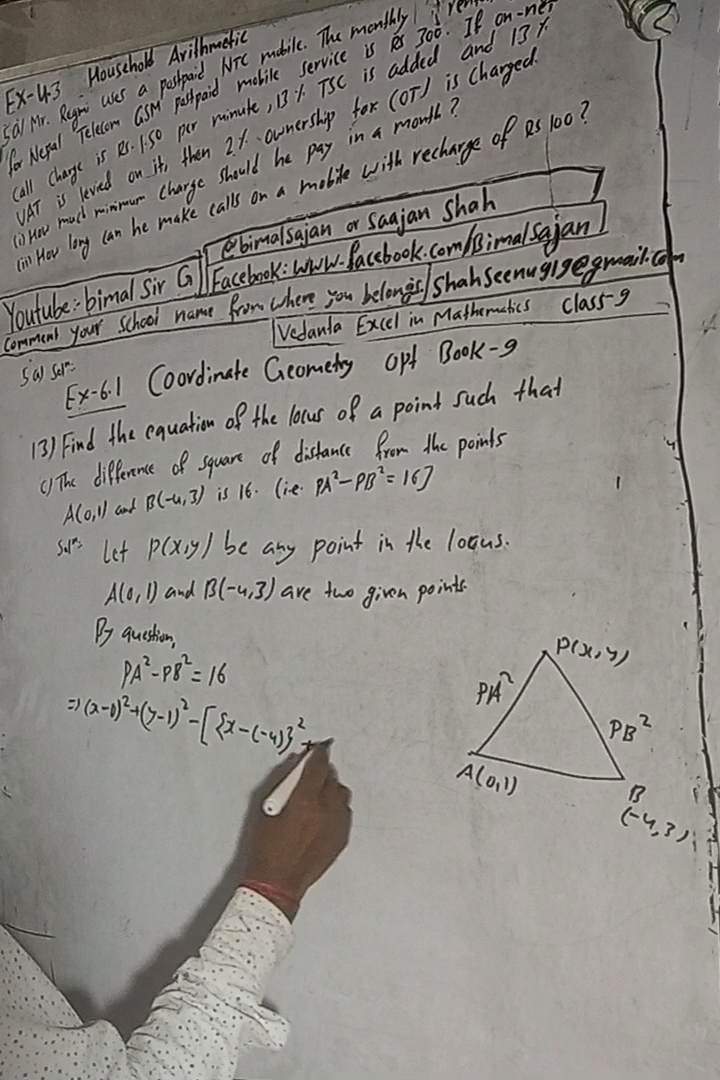 EX-4.3 Household Arithmetic
5a) Mr. Regmi uses a postpaid NTC mobile. The monthly
for Nepal Telecom GSM postpaid mobile service is RS 300. If on-net
call charge is Rs. 1.50 per minute, 13% TSC is added and 13%
VAT is levied on it, then 2% ownership tax (OT) is charged.
(i) How much minimum charge should he pay in a month?
(ii) How long can he make calls on a mobile with recharge of RS 100?
@bimalsajan or saajan shah
Youtube:- bimal Sir G
Facebook: www.facebook.com/Bimalsajan
Comment your school name from where you belongs.
shahseenu919@gmail.com
Vedanta Excel in Mathematics Class-9
5a) Solⁿ:
Ex-6.1 Coordinate Geometry opt Book-9
13) Find the equation of the locus of a point such that
c) The difference of square of distance from the points
A(0,1) and B(-4,3) is 16. (i.e. PA²-PB²=16]
Solⁿ: Let P(x,y) be any point in the locus.
A(0,1) and B(-4,3) are two given points.
By question,
PA²-PB²=16
=> (x-0)²+(y-1)²-[{x-(-4)}²+
P(x,y)
PA²
PB²
A(0,1)
B
(-4,3)